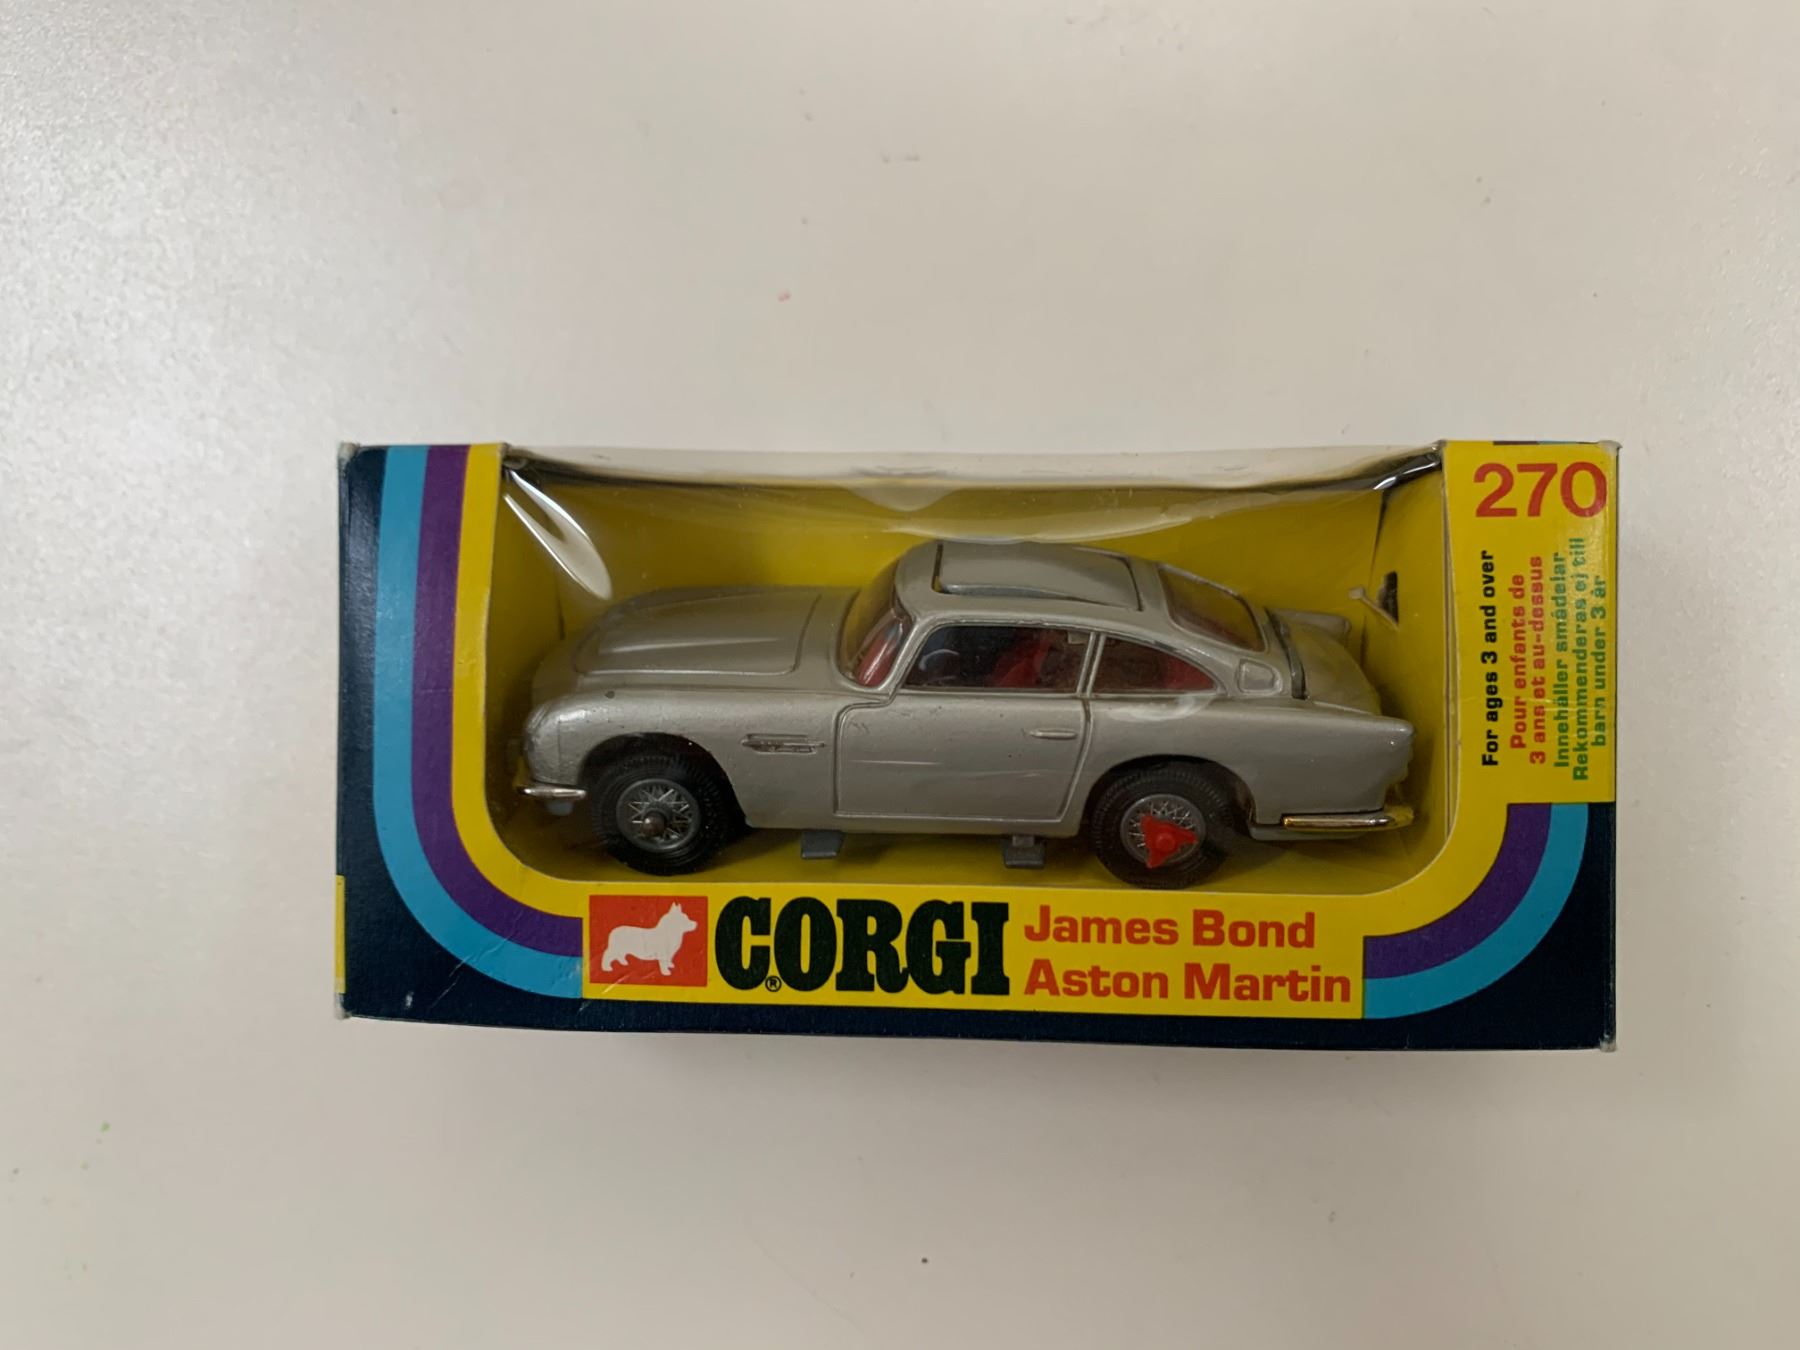 270
For ages 3 and over
Pour enfants de
3 ans et au-dessus
Innehåller smådelar
Rekommenderas ej till
barn under 3 år
CORGI®
James Bond
Aston Martin